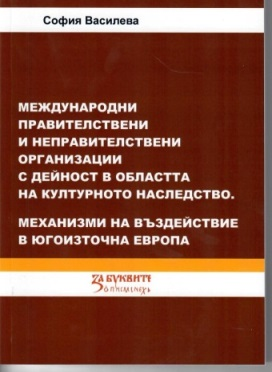 София Василева
МЕЖДУНАРОДНИ
ПРАВИТЕЛСТВЕНИ
И НЕПРАВИТЕЛСТВЕНИ
ОРГАНИЗАЦИИ
С ДЕЙНОСТ В ОБЛАСТТА
НА КУЛТУРНОТО НАСЛЕДСТВО.
МЕХАНИЗМИ НА ВЪЗДЕЙСТВИЕ
В ЮГОИЗТОЧНА ЕВРОПА
ЗА БУКВИТЕ